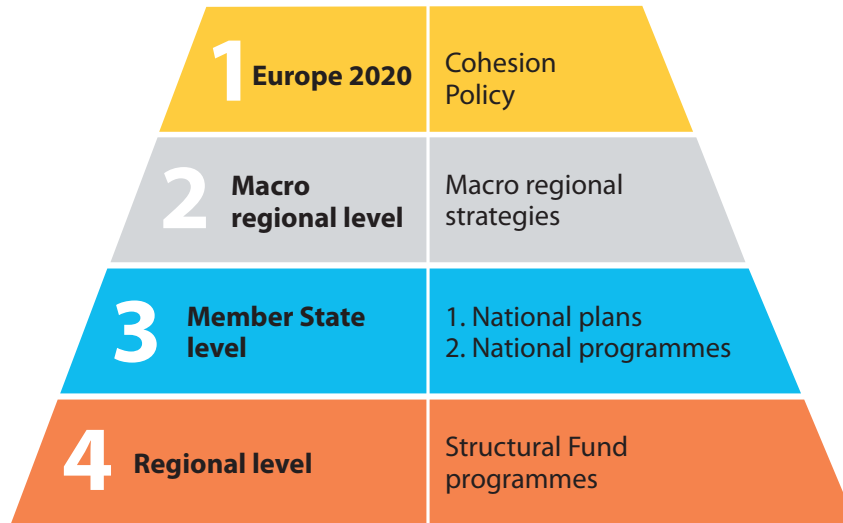 1 Europe 2020
Cohesion
Policy
2 Macro
regional level
Macro regional
strategies
3 Member State
level
1. National plans
2. National programmes
4 Regional level
Structural Fund
programmes